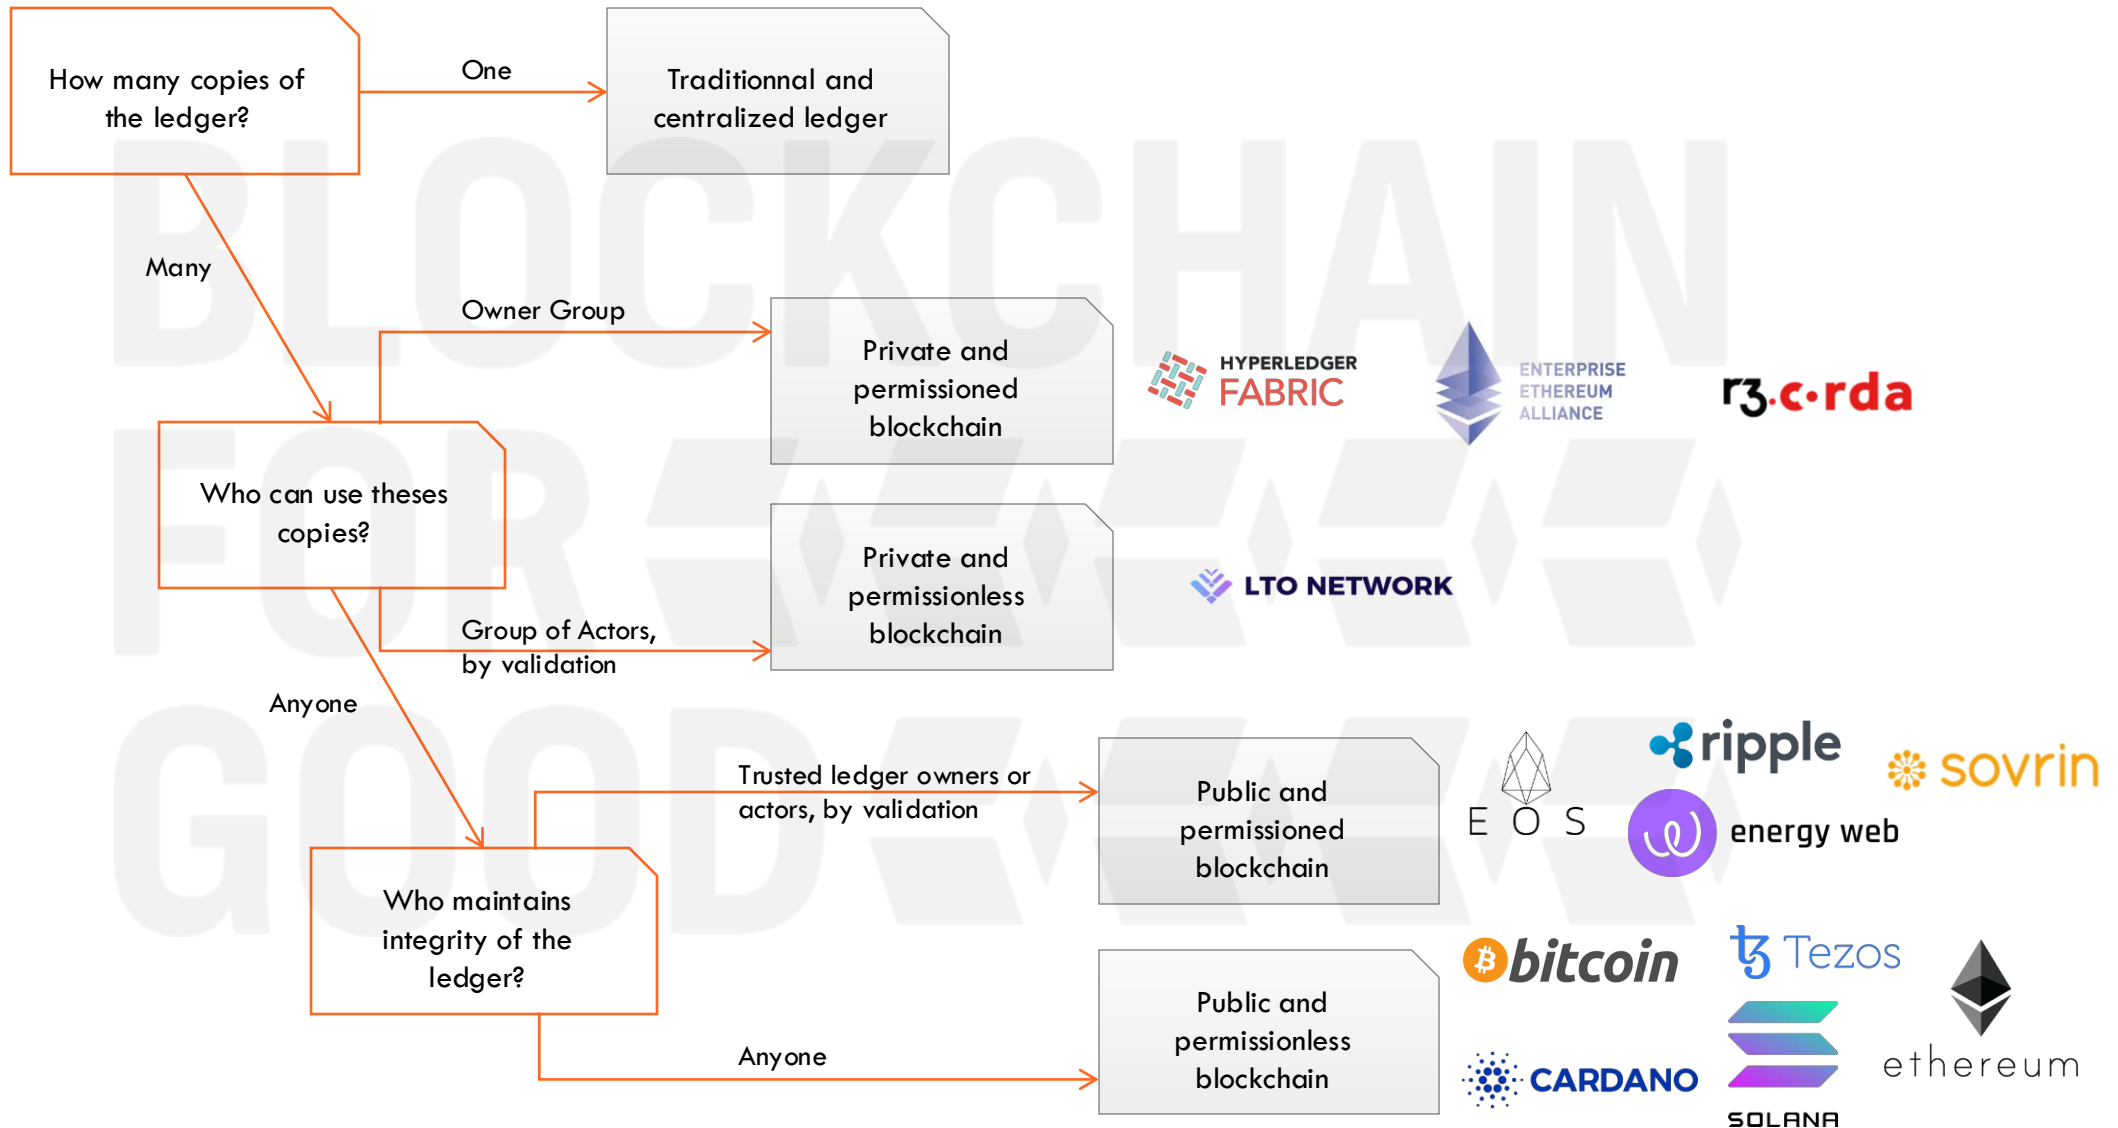 How many copies of
the ledger?
One
Traditionnal and
centralized ledger
Many
Owner Group
Private and
permissioned
blockchain
HYPERLEDGER
FABRIC
ENTERPRISE
ETHEREUM
ALLIANCE
r3.c•rda
Who can use theses
copies?
Private and
permissionless
blockchain
LTO NETWORK
Group of Actors,
by validation
Anyone
Trusted ledger owners or
actors, by validation
Public and
permissioned
blockchain
EOS
ripple
sovrin
energy web
Who maintains
integrity of the
ledger?
Anyone
Public and
permissionless
blockchain
bitcoin
Tezos
ethereum
CARDANO
SOLANA
BLOCKCHAIN
FOR
GOOD